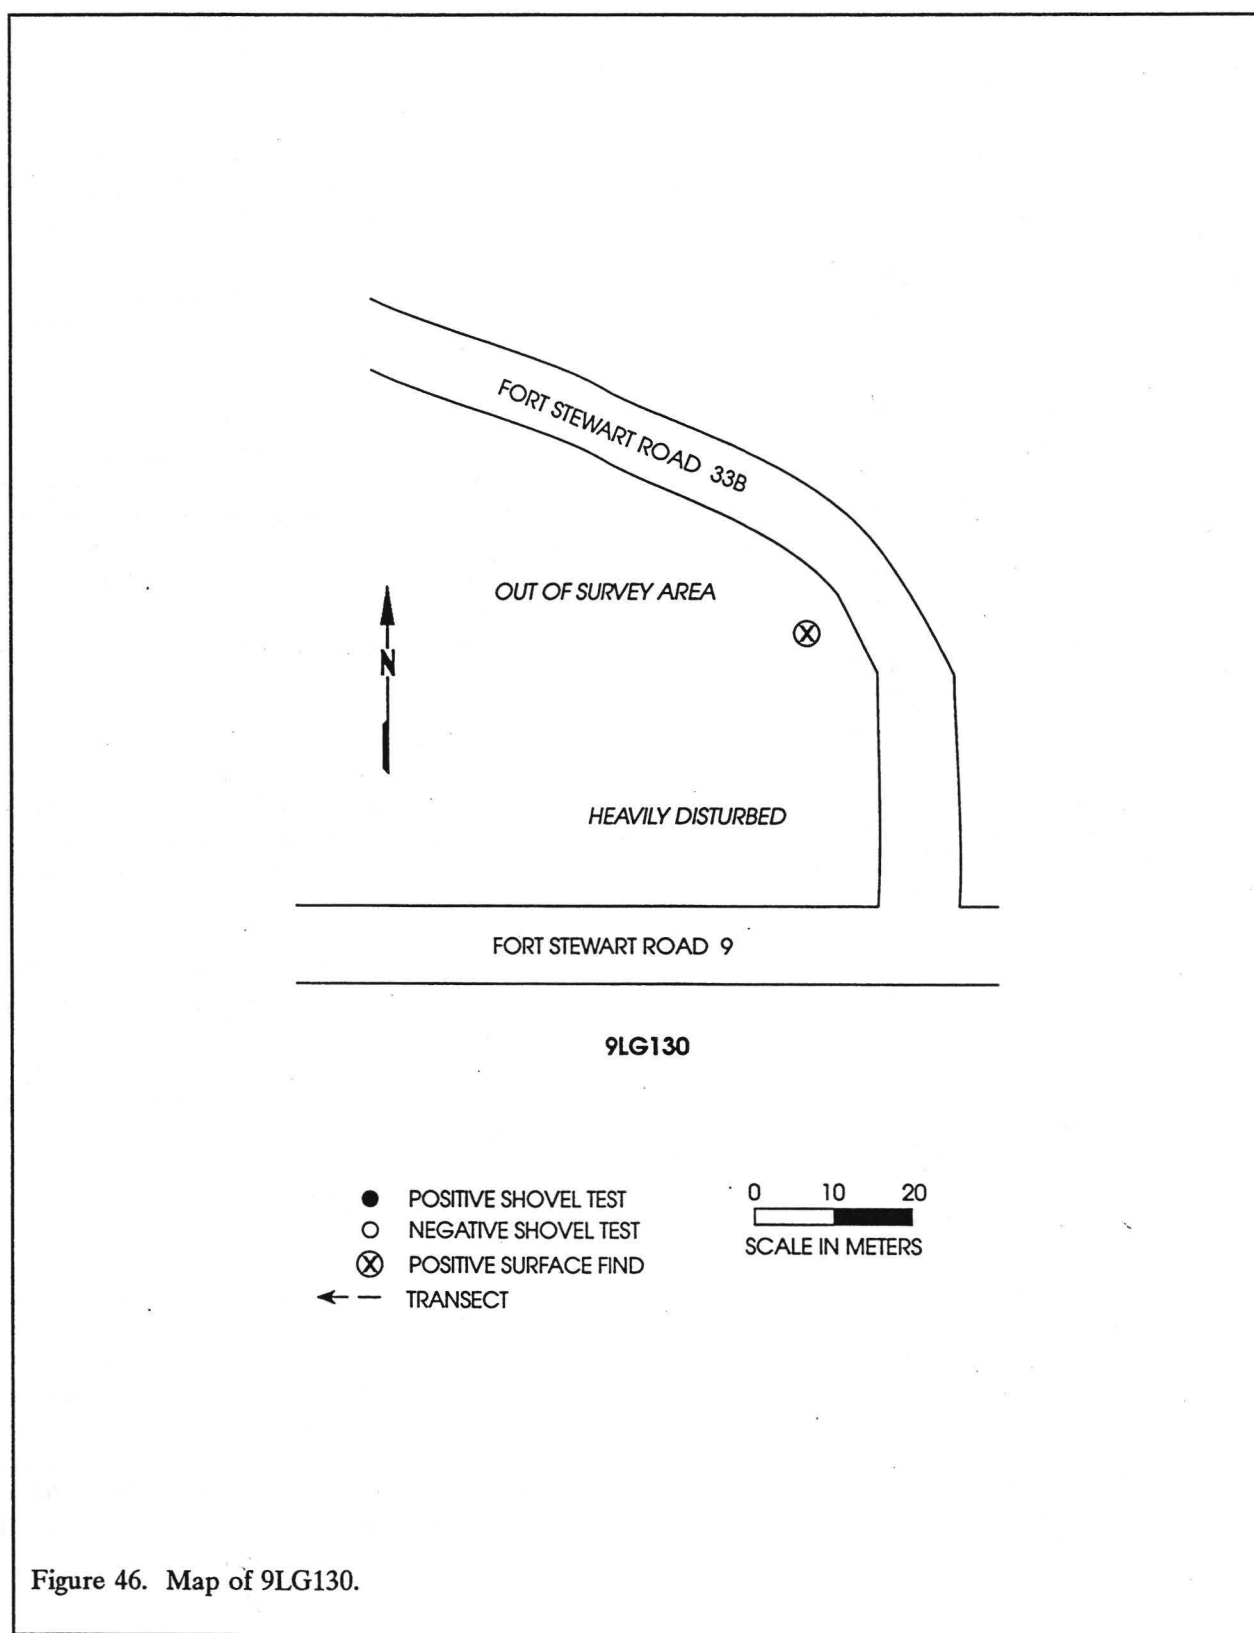 FORT STEWART ROAD 33B
OUT OF SURVEY AREA
N
HEAVILY DISTURBED
FORT STEWART ROAD 9
9LG130
POSITIVE SHOVEL TEST
NEGATIVE SHOVEL TEST
POSITIVE SURFACE FIND
TRANSECT
0 10 20
SCALE IN METERS
Figure 46. Map of 9LG130.